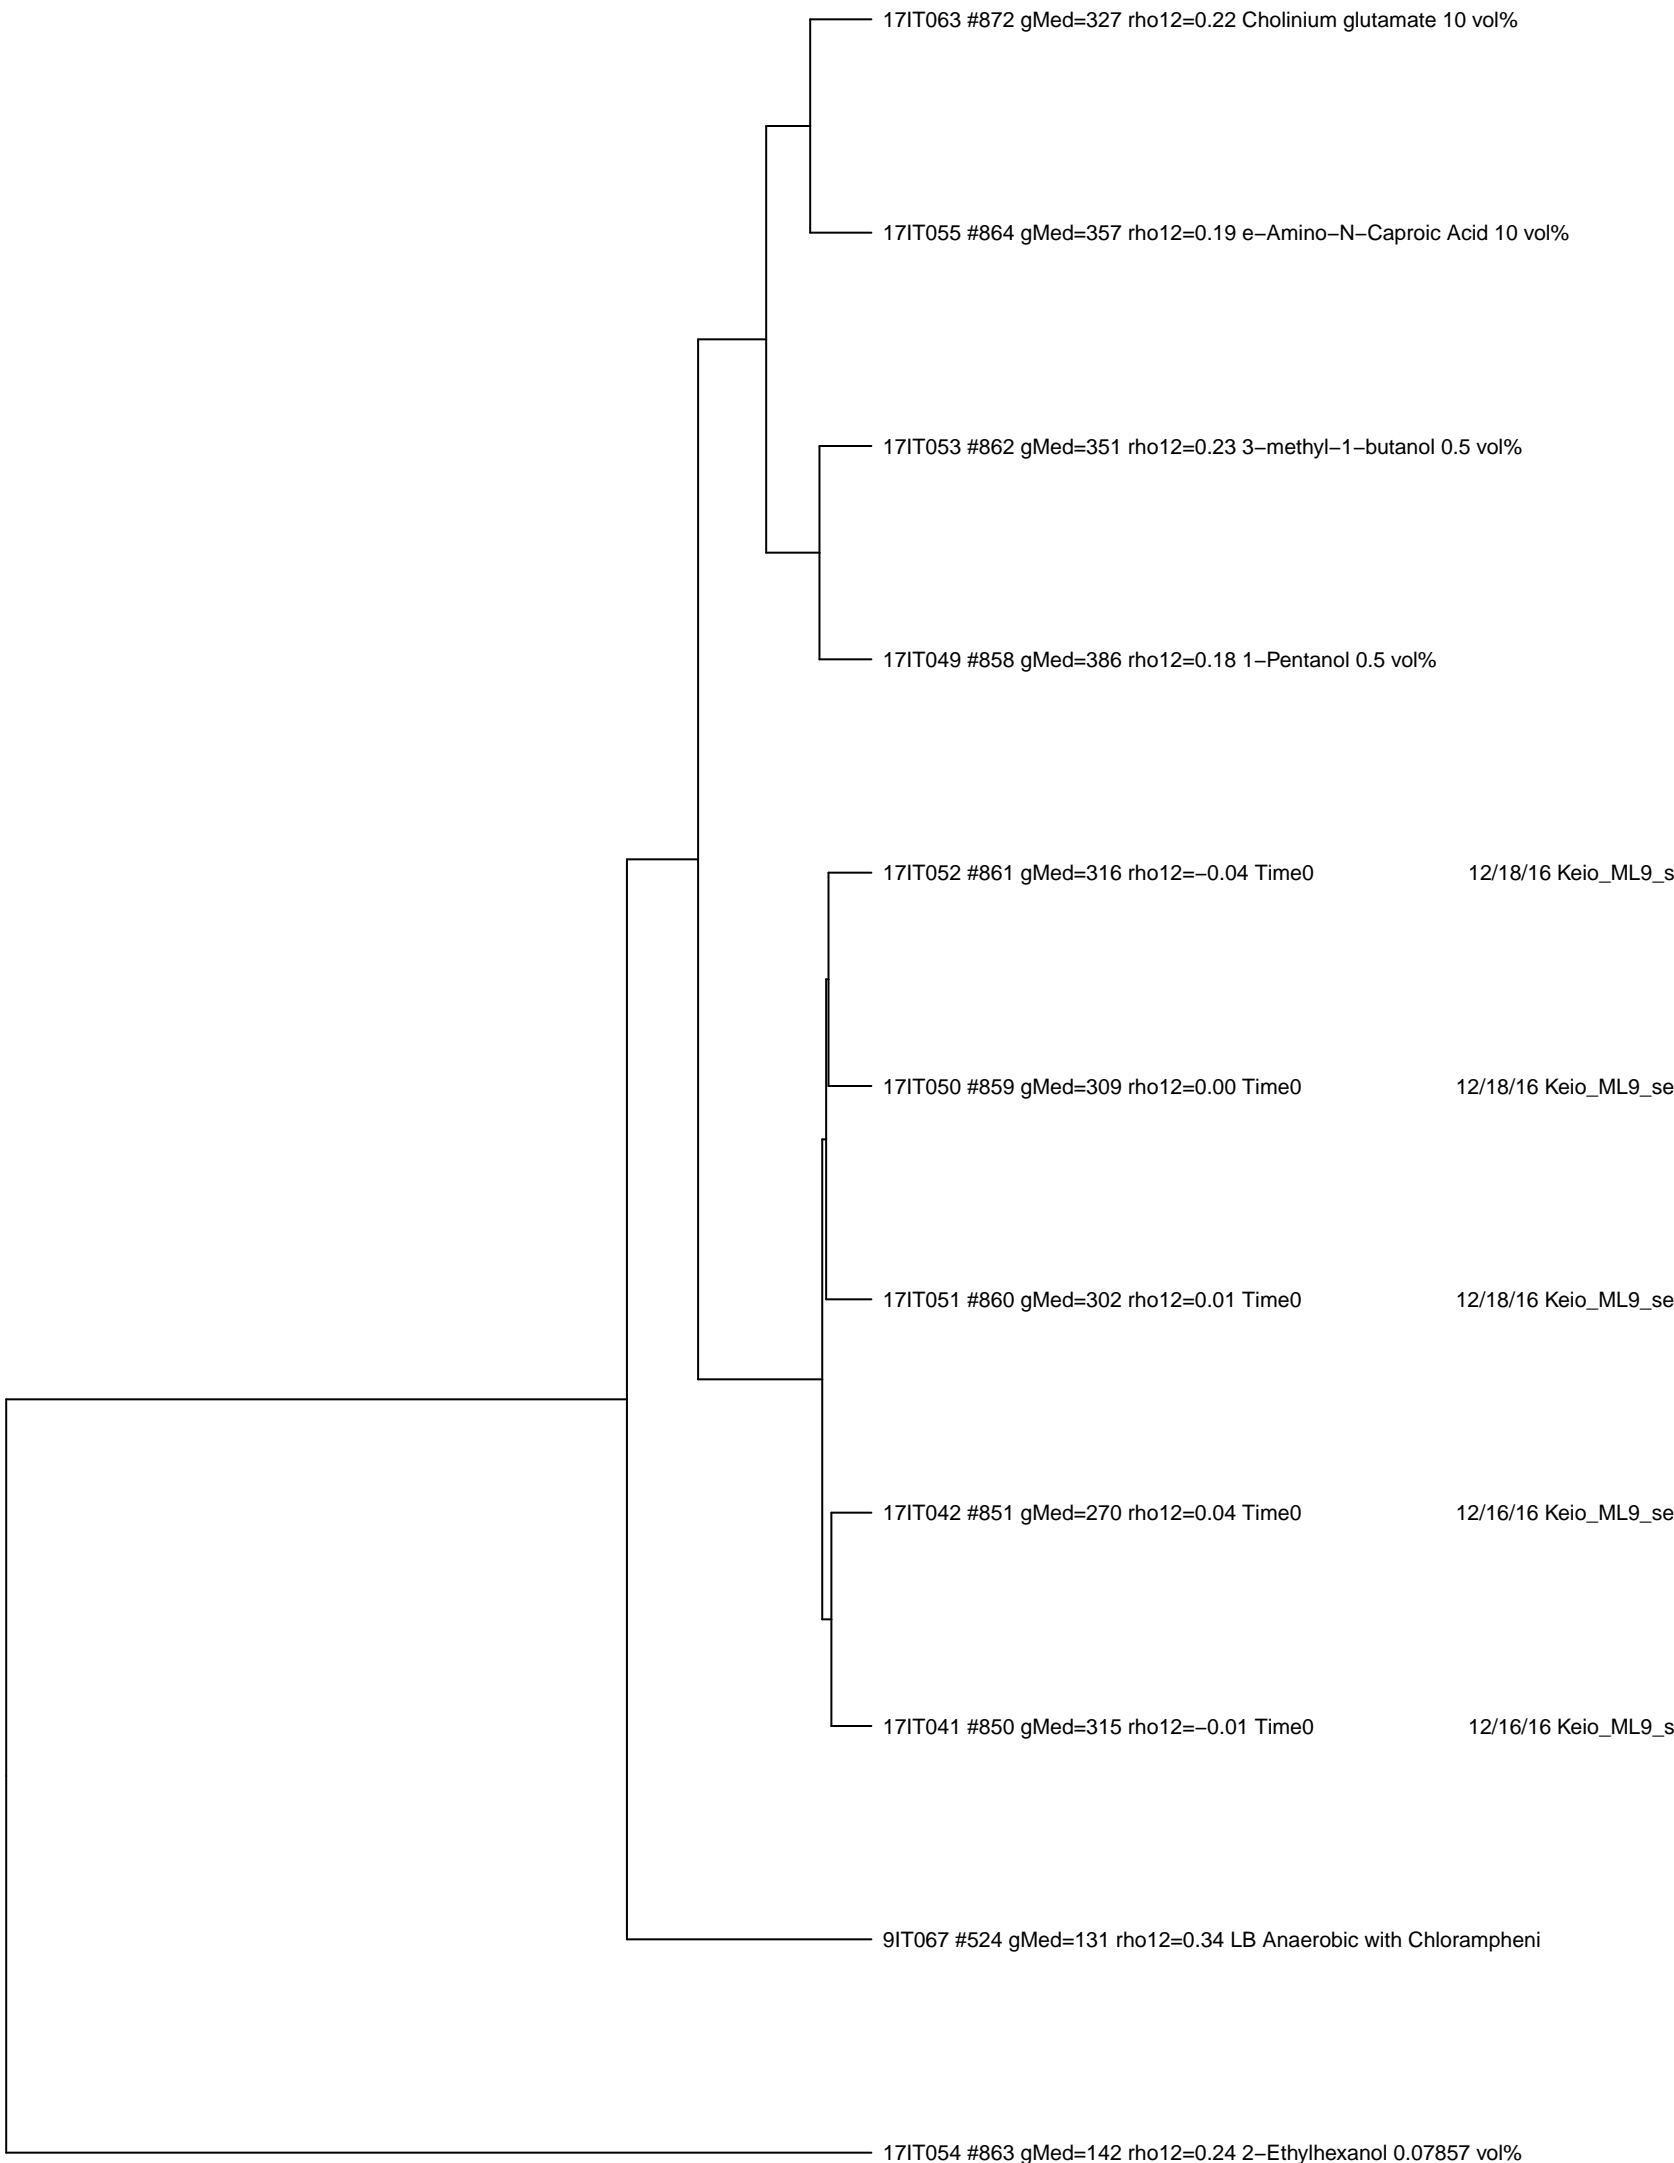 17IT063 #872 gMed=327 rho12=0.22 Cholinium glutamate 10 vol%
17IT055 #864 gMed=357 rho12=0.19 e−Amino−N−Caproic Acid 10 vol%
17IT053 #862 gMed=351 rho12=0.23 3−methyl−1−butanol 0.5 vol%
17IT049 #858 gMed=386 rho12=0.18 1−Pentanol 0.5 vol%
17IT052 #861 gMed=316 rho12=−0.04 Time0 12/18/16 Keio_ML9_s
17IT050 #859 gMed=309 rho12=0.00 Time0 12/18/16 Keio_ML9_se
17IT051 #860 gMed=302 rho12=0.01 Time0 12/18/16 Keio_ML9_se
17IT042 #851 gMed=270 rho12=0.04 Time0 12/16/16 Keio_ML9_se
17IT041 #850 gMed=315 rho12=−0.01 Time0 12/16/16 Keio_ML9_s
9IT067 #524 gMed=131 rho12=0.34 LB Anaerobic with Chlorampheni
17IT054 #863 gMed=142 rho12=0.24 2−Ethylhexanol 0.07857 vol%